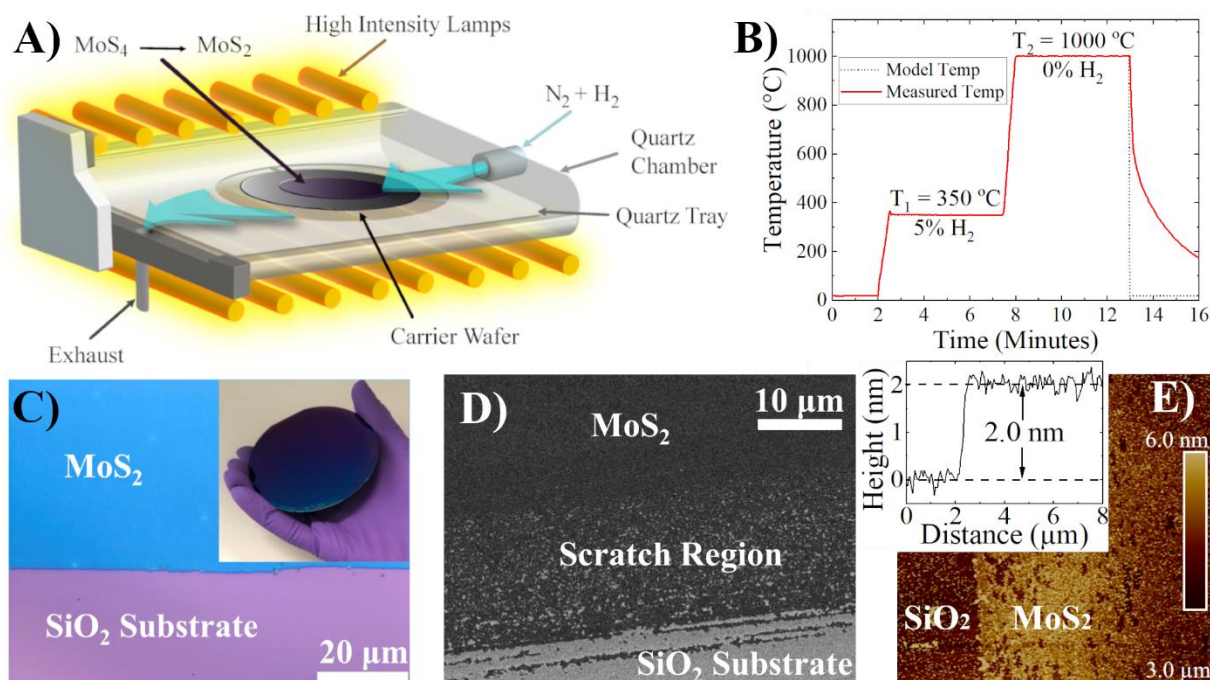 A)
MoS₄ → MoS₂
High Intensity Lamps
N₂ + H₂
Quartz
Chamber
Quartz Tray
Carrier Wafer
Exhaust
B)
T₂ = 1000 °C
0% H₂
Model Temp
Measured Temp
T₁ = 350 °C
5% H₂
Temperature (°C)
1000
800
600
400
200
0
0 2 4 6 8 10 12 14 16
Time (Minutes)
C)
MoS₂
SiO₂ Substrate
20 μm
D)
10 μm
MoS₂
Scratch Region
SiO₂ Substrate
E)
6.0 nm
Height (nm)
2
1
0
2.0 nm
0 2 4 6 8
Distance (μm)
SiO₂
MoS₂
3.0 μm